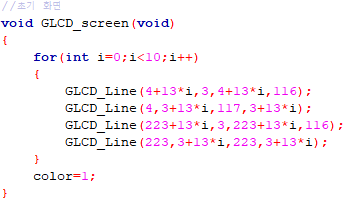 //초기 화면
void GLCD_screen(void)
{
for(int i=0;i<10;i++)
{
GLCD_Line(4+13*i,3,4+13*i,116);
GLCD_Line(4,3+13*i,117,3+13*i);
GLCD_Line(223+13*i,3,223+13*i,116);
GLCD_Line(223,3+13*i,223,3+13*i);
}
color=1;
}